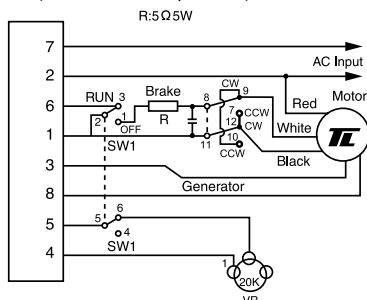 R:5Ω5W
7
AC Input
2
RUN
3
Brake
8
CW
9
Red
Motor
6
2
1
OFF
R
7
CCW
White
12
CW
1
SW1
11
10
CCW
Black
3
Generator
8
6
5
5
4
SW1
4
1
20K
VR